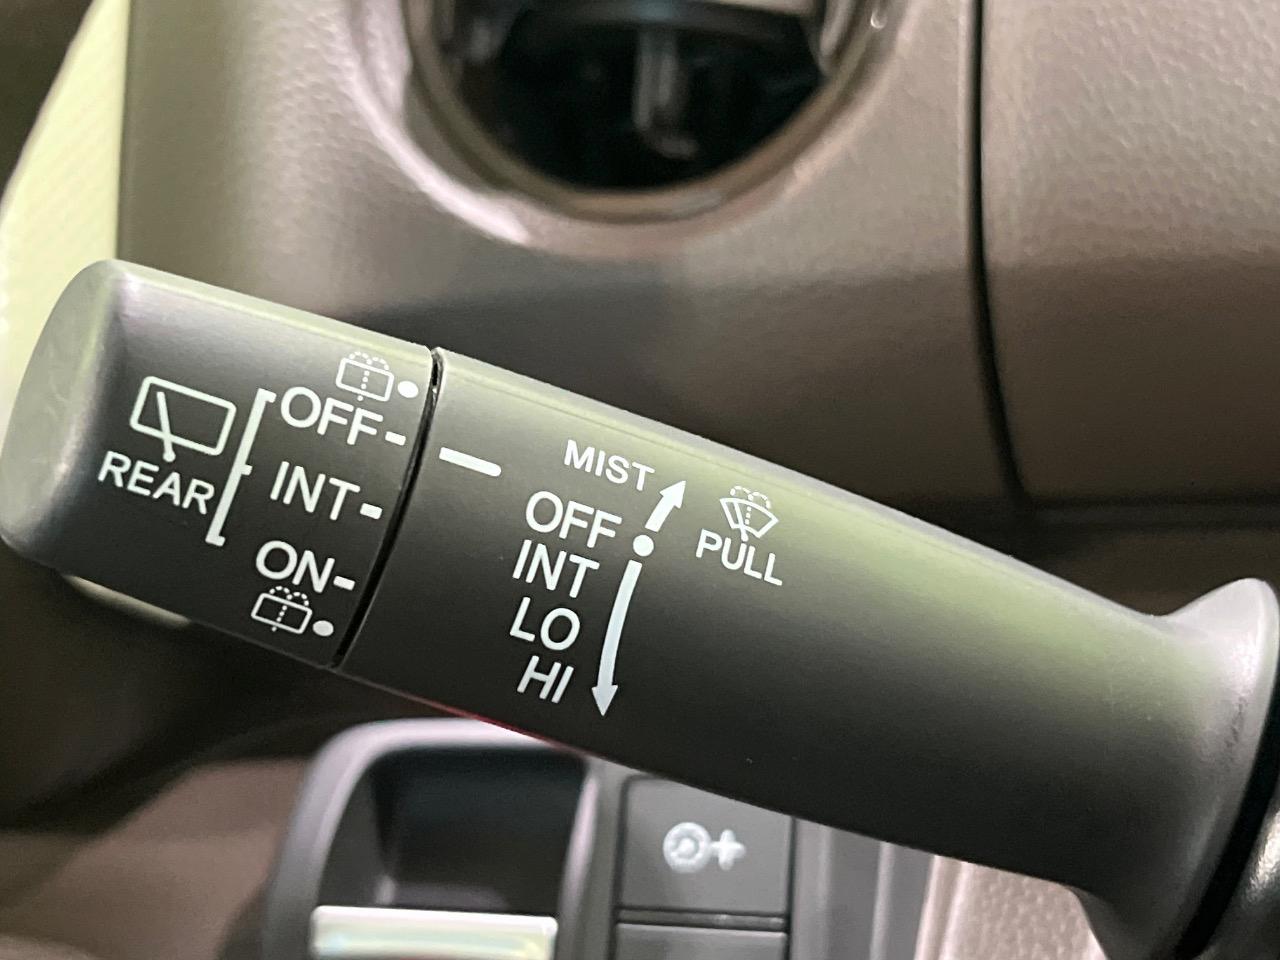 REAR
OFF
INT
ON
MIST
OFF
INT
LO
HI
PULL